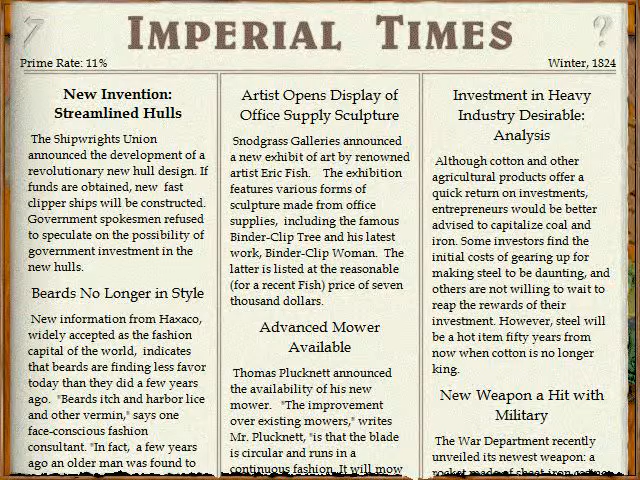 IMPERIAL TIMES
Prime Rate: 11%
Winter, 1824
New Invention:
Streamlined Hulls
The Shipwrights Union
announced the development of a
revolutionary new hull design. If
funds are obtained, new fast
clipper ships will be constructed.
Government spokesmen refused
to speculate on the possibility of
government investment in the
new hulls.
Beards No Longer in Style
New information from Haxaco,
widely accepted as the fashion
capital of the world, indicates
that beards are finding less favor
today than they did a few years
ago. "Beards itch and harbor lice
and other vermin," says one
face-conscious fashion
consultant. "In fact, a few years
ago an older man was found to
Artist Opens Display of
Office Supply Sculpture
Snodgrass Galleries announced
a new exhibit of art by renowned
artist Eric Fish. The exhibition
features various forms of
sculpture made from office
supplies, including the famous
Binder-Clip Tree and his latest
work, Binder-Clip Woman. The
latter is listed at the reasonable
(for a recent Fish) price of seven
thousand dollars.
Advanced Mower
Available
Thomas Plucknett announced
the availability of his new
mower. "The improvement
over existing mowers," writes
Mr. Plucknett, "is that the blade
is circular and runs in a
continuous fashion. It will mow
Investment in Heavy
Industry Desirable:
Analysis
Although cotton and other
agricultural products offer a
quick return on investments,
entrepreneurs would be better
advised to capitalize coal and
iron. Some investors find the
initial costs of gearing up for
making steel to be daunting, and
others are not willing to wait to
reap the rewards of their
investment. However, steel will
be a hot item fifty years from
now when cotton is no longer
king.
New Weapon a Hit with
Military
The War Department recently
unveiled its newest weapon: a
rocket made of sheet-iron